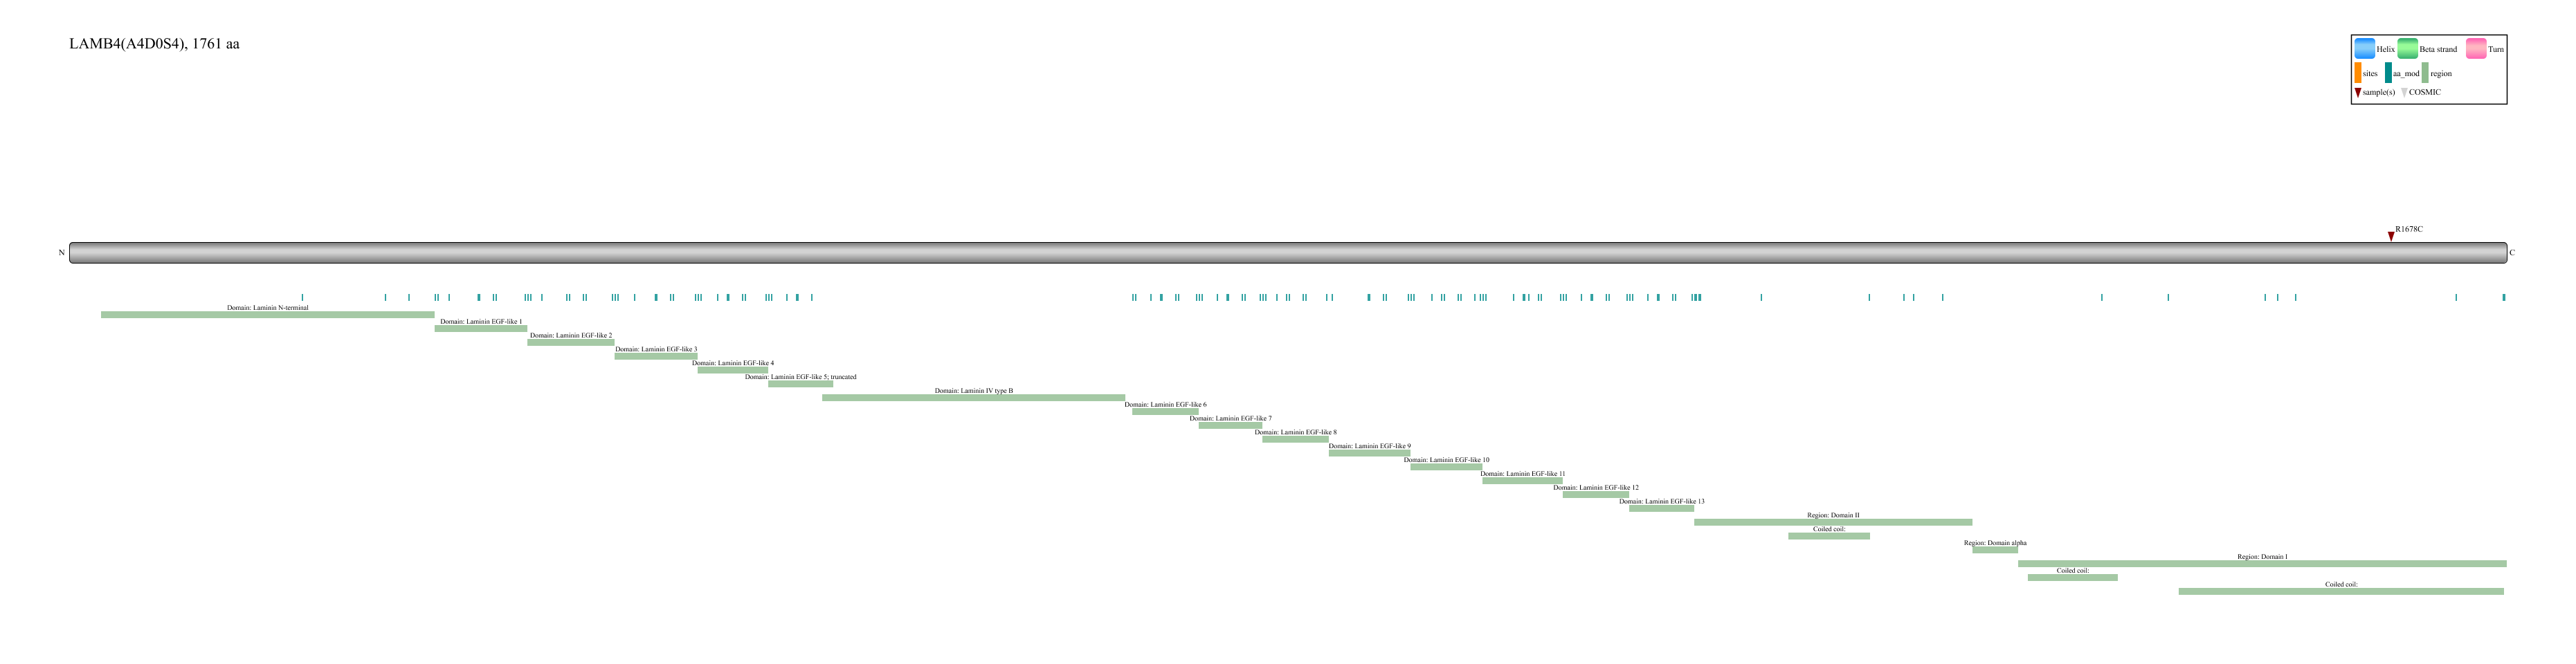 LAMB4(A4D0S4), 1761 aa
Helix Beta strand Turn
sites aa_mod region
sample(s) COSMIC
R1678C
N C
Domain: Laminin N-terminal
Domain: Laminin EGF-like 1
Domain: Laminin EGF-like 2
Domain: Laminin EGF-like 3
Domain: Laminin EGF-like 4
Domain: Laminin EGF-like 5; truncated
Domain: Laminin IV type B
Domain: Laminin EGF-like 6
Domain: Laminin EGF-like 7
Domain: Laminin EGF-like 8
Domain: Laminin EGF-like 9
Domain: Laminin EGF-like 10
Domain: Laminin EGF-like 11
Domain: Laminin EGF-like 12
Domain: Laminin EGF-like 13
Region: Domain II
Coiled coil:
Region: Domain alpha
Region: Domain I
Coiled coil:
Coiled coil: